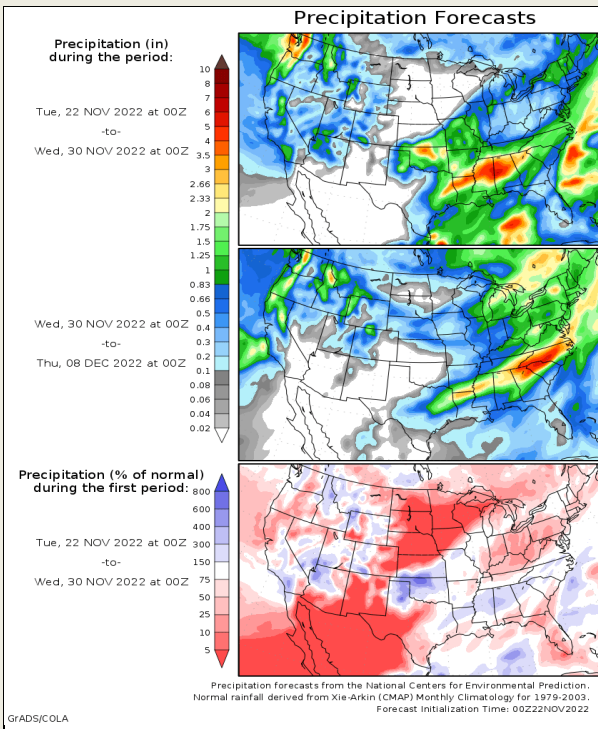 Precipitation Forecasts
Precipitation (in)
during the period:
Tue, 22 NOV 2022 at 00Z
-to-
Wed, 30 NOV 2022 at 00Z
10
8
7
6
5
4
3.5
3
2.66
2.33
2
1.75
1.5
1.25
1
0.83
0.66
0.5
0.4
0.3
0.2
0.1
0.08
0.06
0.04
0.02
Wed, 30 NOV 2022 at 00Z
-to-
Thu, 08 DEC 2022 at 00Z
Precipitation (% of normal)
during the first period:
Tue, 22 NOV 2022 at 00Z
-to-
Wed, 30 NOV 2022 at 00Z
800
600
400
300
150
75
50
25
10
5
Precipitation forecasts from the National Centers for Environmental Prediction.
Normal rainfall derived from Xie-Arkin (CMAP) Monthly Climatology for 1979-2003.
Forecast Initialization Time: 00Z22NOV2022
GrADS/COLA